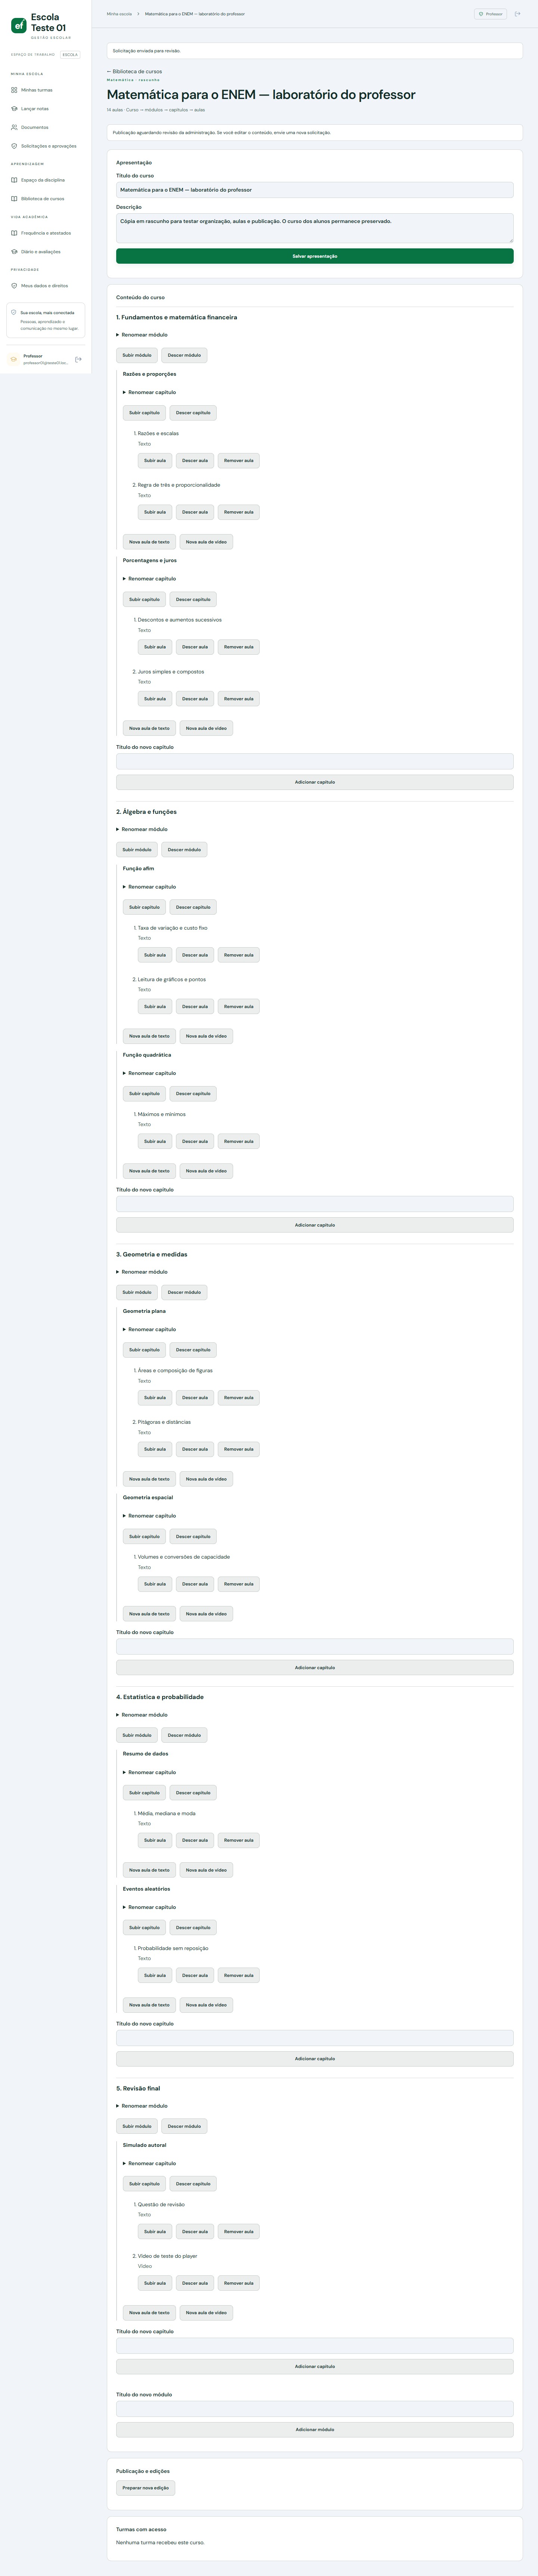 ef
Escola
Teste 01
GESTÃO ESCOLAR
ESPAÇO DE TRABALHO
ESCOLA
MINHA ESCOLA
Minhas turmas
Lançar notas
Documentos
Solicitações e aprovações
APRENDIZAGEM
Espaço da disciplina
Biblioteca de cursos
VIDA ACADÊMICA
Frequência e atestados
Diário e avaliações
PRIVACIDADE
Meus dados e direitos
Sua escola, mais conectada
Pessoas, aprendizado e
comunicação no mesmo lugar.
Professor
Minha escola
Matemática para o ENEM — laboratório do professor
Professor
Solicitação enviada para revisão.
← Biblioteca de cursos
Matemática · rascunho
Matemática para o ENEM — laboratório do professor
14 aulas · Curso → módulos → capítulos → aulas
Publicação aguardando revisão da administração. Se você editar o conteúdo, envie uma nova solicitação.
Apresentação
Título do curso
Matemática para o ENEM — laboratório do professor
Descrição
Cópia em rascunho para testar organização, aulas e publicação. O curso dos alunos permanece preservado.
Salvar apresentação
Conteúdo do curso
1. Fundamentos e matemática financeira
Renomear módulo
Subir módulo
Descer módulo
Razões e proporções
Renomear capítulo
Subir capítulo
Descer capítulo
1. Razões e escalas
Texto
Subir aula
Descer aula
Remover aula
2. Regra de três e proporcionalidade
Texto
Subir aula
Descer aula
Remover aula
Nova aula de texto
Nova aula de vídeo
Porcentagens e juros
Renomear capítulo
Subir capítulo
Descer capítulo
1. Descontos e aumentos sucessivos
Texto
Subir aula
Descer aula
Remover aula
2. Juros simples e compostos
Texto
Subir aula
Descer aula
Remover aula
Nova aula de texto
Nova aula de vídeo
Título do novo capítulo
Adicionar capítulo
2. Álgebra e funções
Renomear módulo
Subir módulo
Descer módulo
Função afim
Renomear capítulo
Subir capítulo
Descer capítulo
1. Taxa de variação e custo fixo
Texto
Subir aula
Descer aula
Remover aula
2. Leitura de gráficos e pontos
Texto
Subir aula
Descer aula
Remover aula
Nova aula de texto
Nova aula de vídeo
Função quadrática
Renomear capítulo
Subir capítulo
Descer capítulo
1. Máximos e mínimos
Texto
Subir aula
Descer aula
Remover aula
Nova aula de texto
Nova aula de vídeo
Título do novo capítulo
Adicionar capítulo
3. Geometria e medidas
Renomear módulo
Subir módulo
Descer módulo
Geometria plana
Renomear capítulo
Subir capítulo
Descer capítulo
1. Áreas e composição de figuras
Texto
Subir aula
Descer aula
Remover aula
2. Pitágoras e distâncias
Texto
Subir aula
Descer aula
Remover aula
Nova aula de texto
Nova aula de vídeo
Geometria espacial
Renomear capítulo
Subir capítulo
Descer capítulo
1. Volumes e conversões de capacidade
Texto
Subir aula
Descer aula
Remover aula
Nova aula de texto
Nova aula de vídeo
Título do novo capítulo
Adicionar capítulo
4. Estatística e probabilidade
Renomear módulo
Subir módulo
Descer módulo
Resumo de dados
Renomear capítulo
Subir capítulo
Descer capítulo
1. Média, mediana e moda
Texto
Subir aula
Descer aula
Remover aula
Nova aula de texto
Nova aula de vídeo
Eventos aleatórios
Renomear capítulo
Subir capítulo
Descer capítulo
1. Probabilidade sem reposição
Texto
Subir aula
Descer aula
Remover aula
Nova aula de texto
Nova aula de vídeo
Título do novo capítulo
Adicionar capítulo
5. Revisão final
Renomear módulo
Subir módulo
Descer módulo
Simulado autoral
Renomear capítulo
Subir capítulo
Descer capítulo
1. Questão de revisão
Texto
Subir aula
Descer aula
Remover aula
2. Vídeo de teste do player
Vídeo
Subir aula
Descer aula
Remover aula
Nova aula de texto
Nova aula de vídeo
Título do novo capítulo
Adicionar capítulo
Título do novo módulo
Adicionar módulo
Publicação e edições
Preparar nova edição
Turmas com acesso
Nenhuma turma recebeu este curso.